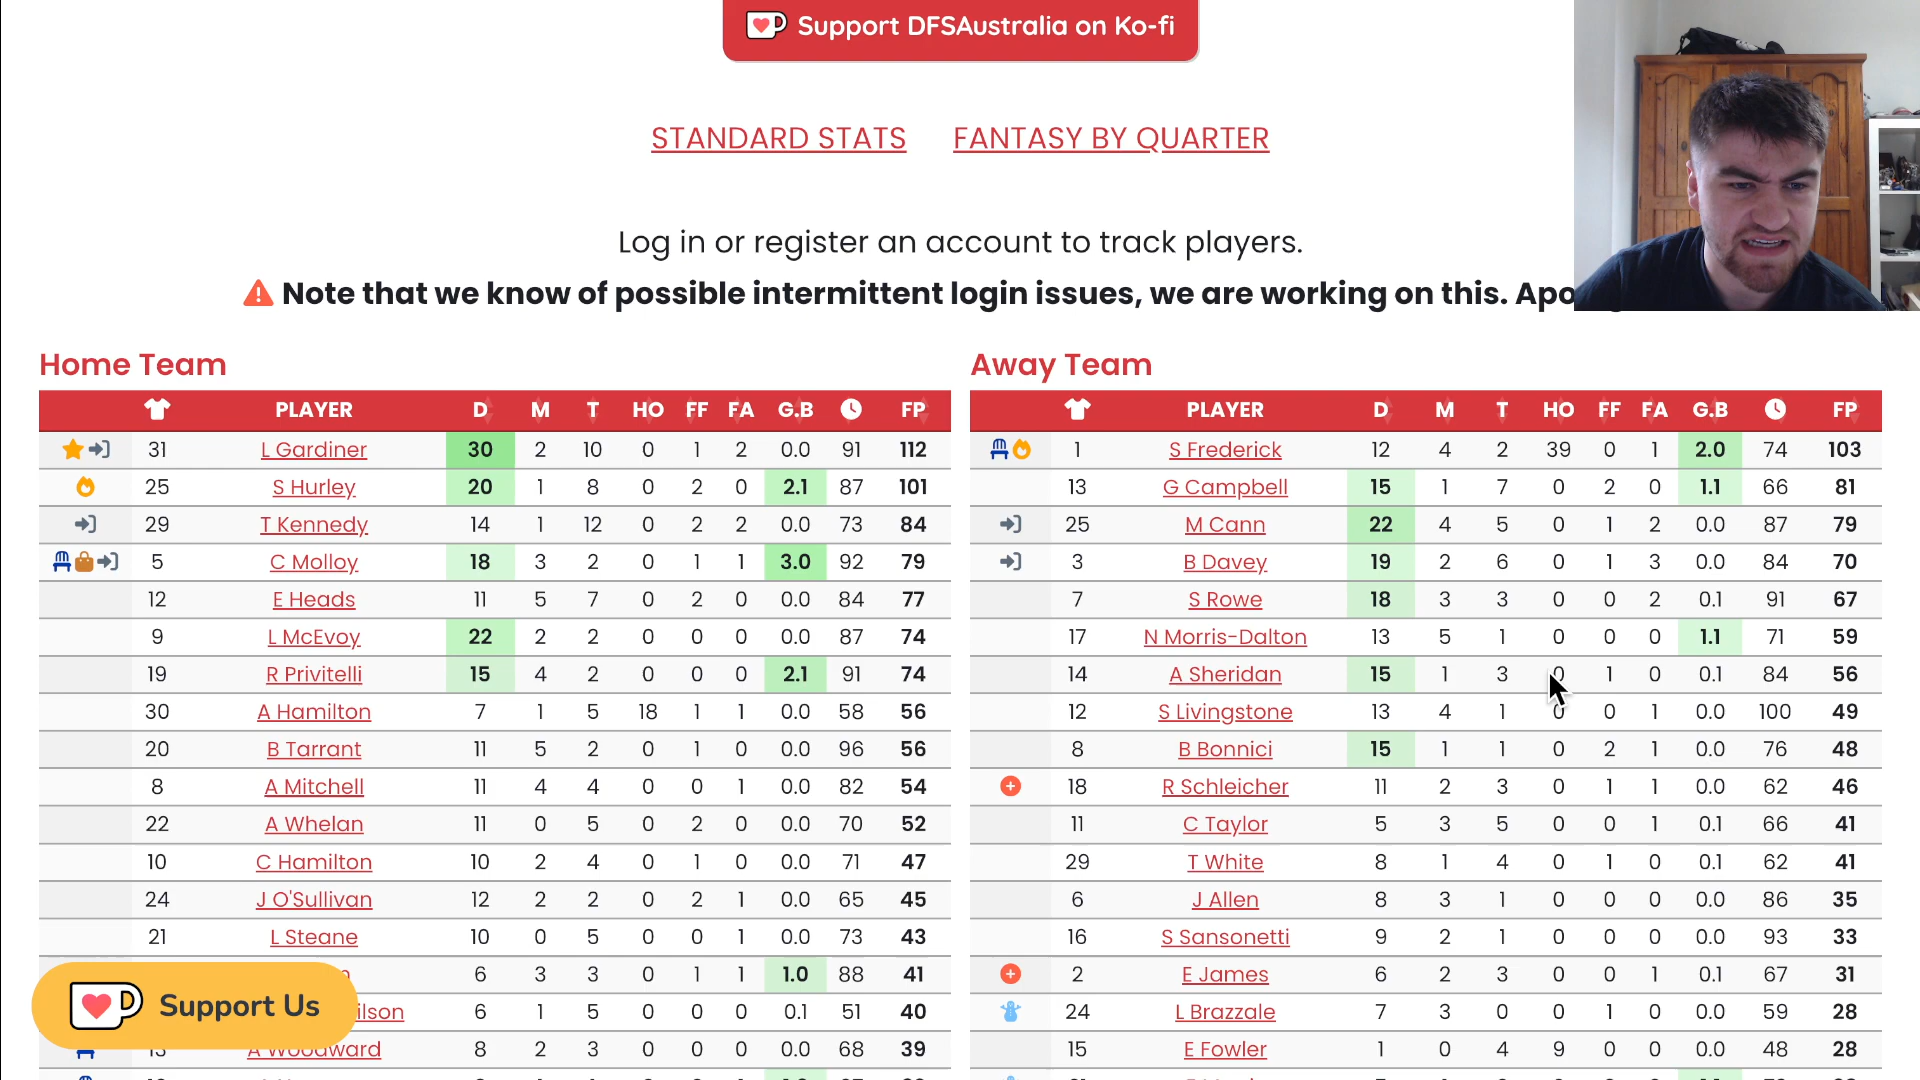 Support DFSAustralia on Ko-fi
STANDARD STATS FANTASY BY QUARTER
Log in or register an account to track players.
Note that we know of possible intermittent login issues, we are working on this. Apo
Home Team
PLAYER D M T HO FF FA G.B FP
31 L Gardiner 30 2 10 0 1 2 0.0 91 112
25 S Hurley 20 1 8 0 2 0 2.1 87 101
29 T Kennedy 14 1 12 0 2 2 0.0 73 84
5 C Molloy 18 3 2 0 1 1 3.0 92 79
12 E Heads 11 5 7 0 2 0 0.0 84 77
9 L McEvoy 22 2 2 0 0 0 0.0 87 74
19 R Privitelli 15 4 2 0 0 0 2.1 91 74
30 A Hamilton 7 1 5 18 1 1 0.0 58 56
20 B Tarrant 11 5 2 0 1 0 0.0 96 56
8 A Mitchell 11 4 4 0 0 1 0.0 82 54
22 A Whelan 11 0 5 0 2 0 0.0 70 52
10 C Hamilton 10 2 4 0 1 0 0.0 71 47
24 J O'Sullivan 12 2 2 0 2 1 0.0 65 45
21 L Steane 10 0 5 0 0 1 0.0 73 43
6 3 3 0 1 1 1.0 88 41
ilson 6 1 5 0 0 0 0.1 51 40
13 A Woodward 8 2 3 0 0 0 0.0 68 39
Support Us
Away Team
PLAYER D M T HO FF FA G.B FP
1 S Frederick 12 4 2 39 0 1 2.0 74 103
13 G Campbell 15 1 7 0 2 0 1.1 66 81
25 M Cann 22 4 5 0 1 2 0.0 87 79
3 B Davey 19 2 6 0 1 3 0.0 84 70
7 S Rowe 18 3 3 0 0 2 0.1 91 67
17 N Morris-Dalton 13 5 1 0 0 0 1.1 71 59
14 A Sheridan 15 1 3 0 1 0 0.1 84 56
12 S Livingstone 13 4 1 0 0 1 0.0 100 49
8 B Bonnici 15 1 1 0 2 1 0.0 76 48
18 R Schleicher 11 2 3 0 1 1 0.0 62 46
11 C Taylor 5 3 5 0 0 1 0.1 66 41
29 T White 8 1 4 0 1 0 0.1 62 41
6 J Allen 8 3 1 0 0 0 0.0 86 35
16 S Sansonetti 9 2 1 0 0 0 0.0 93 33
2 E James 6 2 3 0 0 1 0.1 67 31
24 L Brazzale 7 3 0 0 1 0 0.0 59 28
15 E Fowler 1 0 4 9 0 0 0.0 48 28